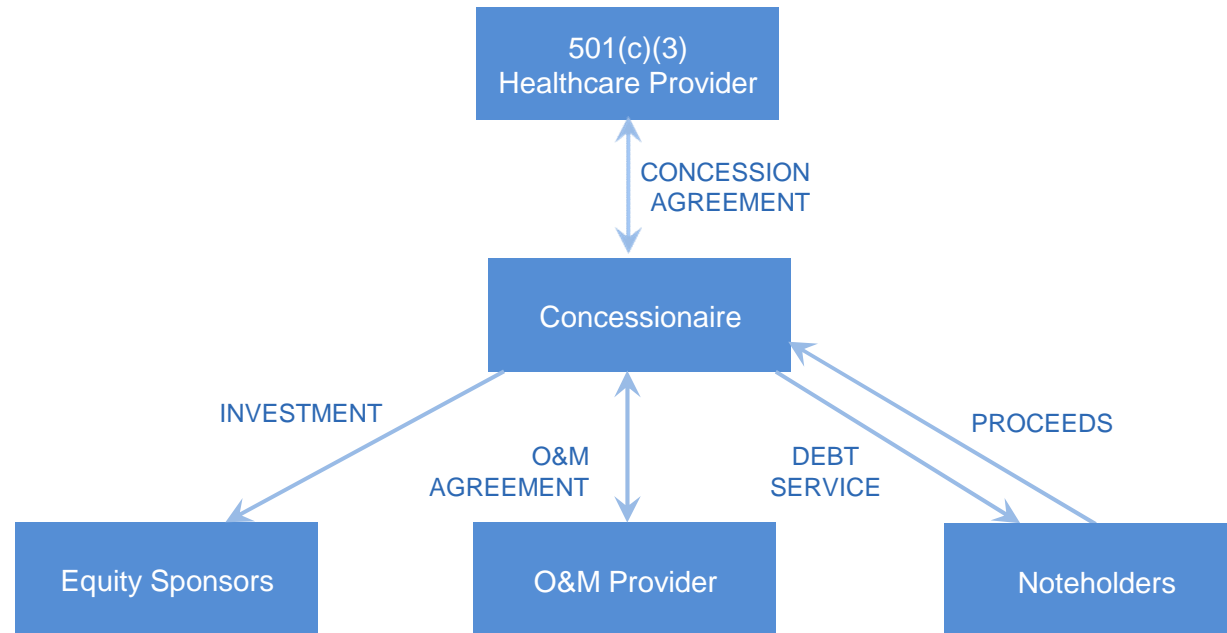 501(c)(3)
Healthcare Provider
CONCESSION
AGREEMENT
Concessionaire
INVESTMENT
O&M
AGREEMENT
DEBT
SERVICE
PROCEEDS
Equity Sponsors
O&M Provider
Noteholders